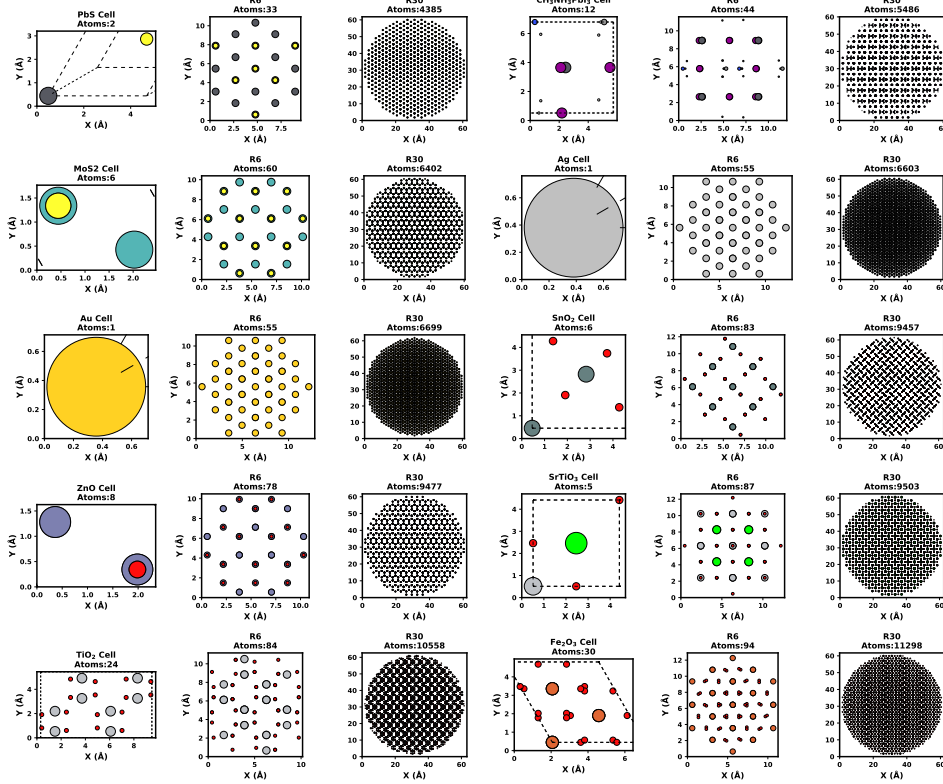 PbS Cell
Atoms:2
R6
Atoms:33
R30
Atoms:4385
CH₃NH₃PbI₃ Cell
Atoms:12
R6
Atoms:44
R30
Atoms:5486
Y (Å)
X (Å)
Y (Å)
X (Å)
X (Å)
Y (Å)
X (Å)
Y (Å)
X (Å)
Y (Å)
X (Å)
MoS2 Cell
Atoms:6
R6
Atoms:60
R30
Atoms:6402
Ag Cell
Atoms:1
R6
Atoms:55
R30
Atoms:6603
Y (Å)
X (Å)
Y (Å)
X (Å)
Y (Å)
X (Å)
Y (Å)
X (Å)
Y (Å)
X (Å)
Y (Å)
X (Å)
Au Cell
Atoms:1
R6
Atoms:55
R30
Atoms:6699
SnO₂ Cell
Atoms:6
R6
Atoms:83
R30
Atoms:9457
Y (Å)
X (Å)
Y (Å)
X (Å)
Y (Å)
X (Å)
Y (Å)
X (Å)
Y (Å)
X (Å)
Y (Å)
X (Å)
ZnO Cell
Atoms:8
R6
Atoms:78
R30
Atoms:9477
SrTiO₃ Cell
Atoms:5
R6
Atoms:87
R30
Atoms:9503
Y (Å)
X (Å)
Y (Å)
X (Å)
Y (Å)
X (Å)
Y (Å)
X (Å)
Y (Å)
X (Å)
Y (Å)
X (Å)
TiO₂ Cell
Atoms:24
R6
Atoms:84
R30
Atoms:10558
Fe₂O₃ Cell
Atoms:30
R6
Atoms:94
R30
Atoms:11298
Y (Å)
X (Å)
Y (Å)
X (Å)
Y (Å)
X (Å)
Y (Å)
X (Å)
Y (Å)
X (Å)
Y (Å)
X (Å)